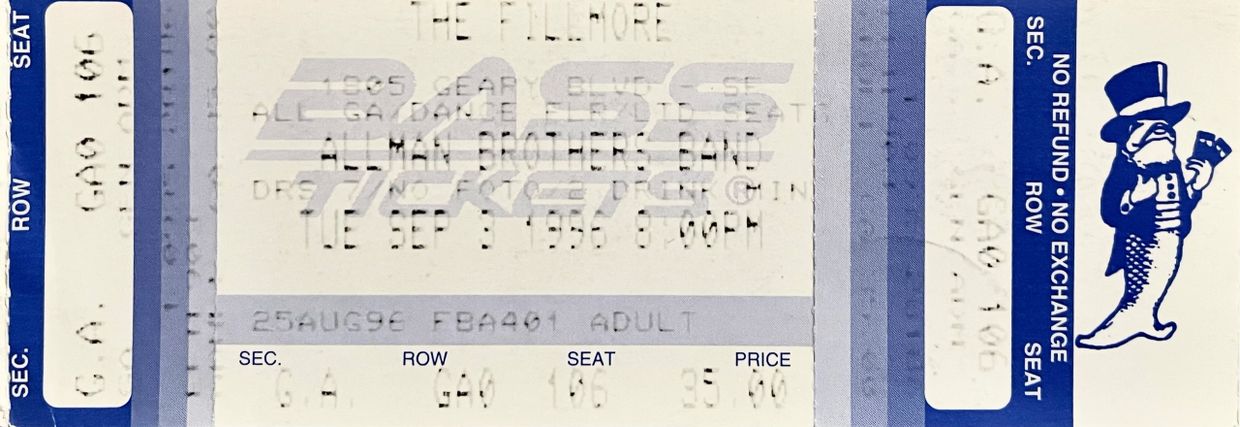 SEAT
ROW
SEC.
G.A. GA0 106
THE FILLMORE
BASS
TICKETS®
1805 GEARY BLVD - SF
ALL GA/DANCE FLR/LTD SEATS
ALLMAN BROTHERS BAND
DRS 7/NO FOTO 2 DRINK MIN
TUE SEP 3 1996 8:00PM
25AUG96 FBA401 ADULT
SEC. ROW SEAT PRICE
G.A. GA0 106 35.00
G.A.
GA0 106
SEC. ROW SEAT
NO REFUND • NO EXCHANGE